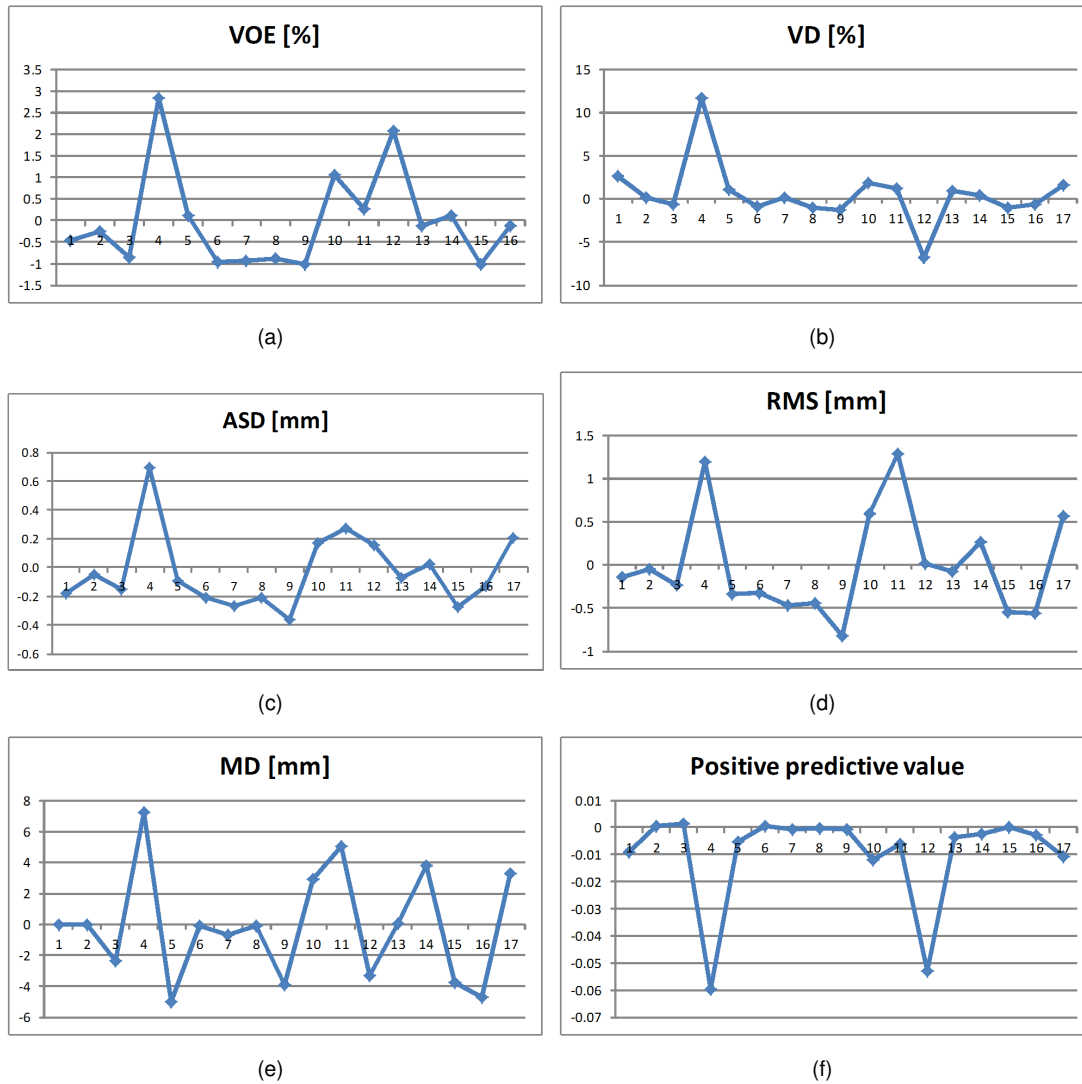 VOE [%]
3.5
3
2.5
2
1.5
1
0.5
0
-0.5
-1
-1.5
1 2 3 4 5 6 7 8 9 10 11 12 13 14 15 16
(a)
VD [%]
15
10
5
0
-5
-10
1 2 3 4 5 6 7 8 9 10 11 12 13 14 15 16 17
(b)
ASD [mm]
0.8
0.6
0.4
0.2
0.0
-0.2
-0.4
-0.6
1 2 3 4 5 6 7 8 9 10 11 12 13 14 15 16 17
(c)
RMS [mm]
1.5
1
0.5
0
-0.5
-1
1 2 3 4 5 6 7 8 9 10 11 12 13 14 15 16 17
(d)
MD [mm]
8
6
4
2
0
-2
-4
-6
1 2 3 4 5 6 7 8 9 10 11 12 13 14 15 16 17
(e)
Positive predictive value
0.01
0
-0.01
-0.02
-0.03
-0.04
-0.05
-0.06
-0.07
1 2 3 4 5 6 7 8 9 10 11 12 13 14 15 16 17
(f)